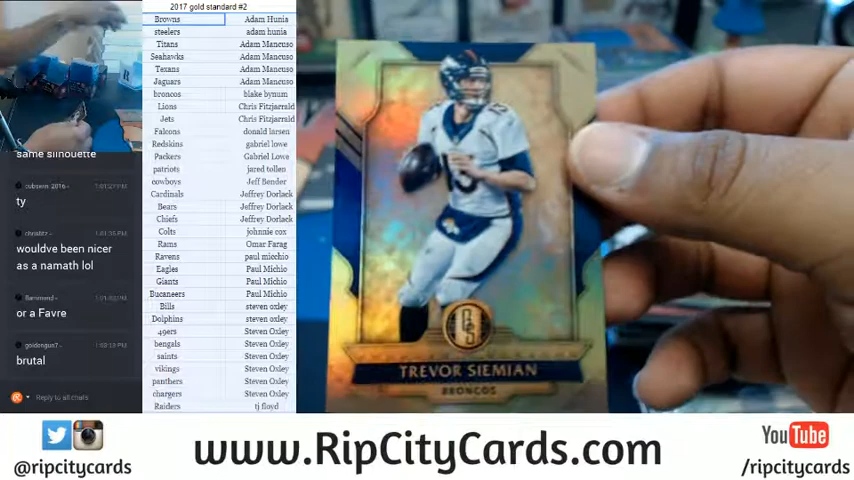 2017 gold standard #2
Browns Adam Hunia
steelers adam hunia
Titans Adam Mancuso
Seahawks Adam Mancuso
Texans Adam Mancuso
Jaguars Adam Mancuso
broncos blake bynum
Lions Chris Fitzjarrald
Jets Chris Fitzjarrald
Falcons donald larsen
Redskins gabriel lowe
Packers Gabriel Lowe
patriots jared tollen
cowboys Jeff Bender
Cardinals Jeffrey Dorlack
Bears Jeffrey Dorlack
Chiefs Jeffrey Dorlack
Colts johnnie cox
Rams Omar Farag
Ravens paul micchio
Eagles Paul Michio
Giants Paul Michio
Bucaneers Paul Michio
Bills steven oxley
Dolphins steven oxley
49ers Steven Oxley
bengals Steven Oxley
saints Steven Oxley
vikings Steven Oxley
panthers Steven Oxley
chargers Steven Oxley
Raiders tj floyd
same silhouette
ty
wouldve been nicer
as a namath lol
or a Favre
brutal
Reply to all chats
15
GS
TREVOR SIEMIAN
BRONCOS
@ripcitycards
www.RipCityCards.com
YouTube
/ripcitycards